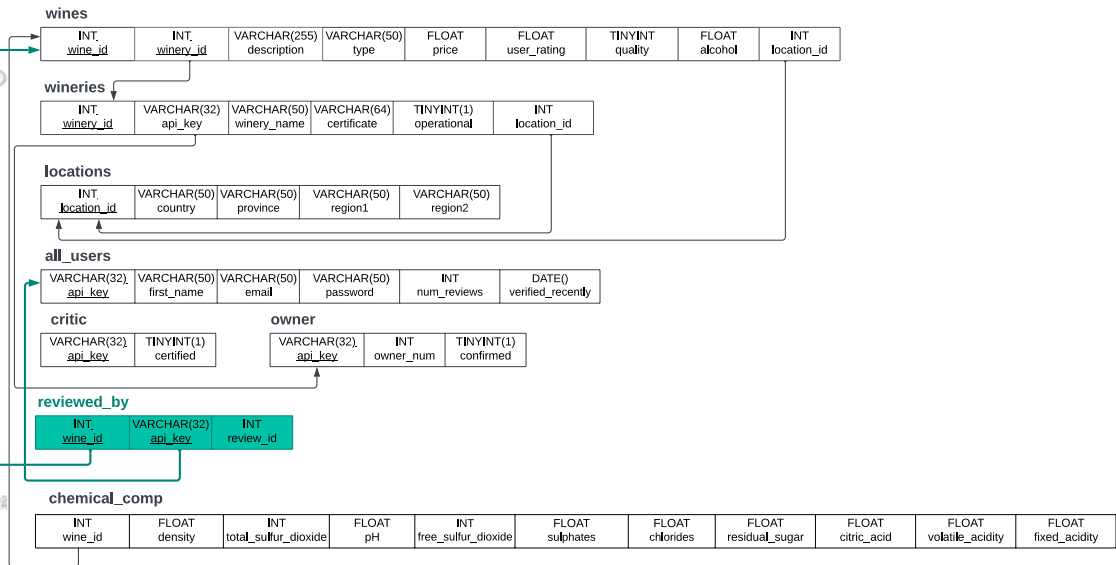 wines
INT INT VARCHAR(255) VARCHAR(50) FLOAT FLOAT TINYINT FLOAT INT
wine_id winery_id description type price user_rating quality alcohol location_id
wineries
INT VARCHAR(32) VARCHAR(50) VARCHAR(64) TINYINT(1) INT
winery_id api_key winery_name certificate operational location_id
locations
INT VARCHAR(50) VARCHAR(50) VARCHAR(50) VARCHAR(50)
location_id country province region1 region2
all_users
VARCHAR(32) VARCHAR(50) VARCHAR(50) VARCHAR(50) INT DATE()
api_key first_name email password num_reviews verified_recently
critic owner
VARCHAR(32) TINYINT(1) VARCHAR(32) INT TINYINT(1)
api_key certified api_key owner_num confirmed
reviewed_by
INT VARCHAR(32) INT
wine_id api_key review_id
chemical_comp
INT FLOAT INT FLOAT INT FLOAT FLOAT FLOAT FLOAT FLOAT FLOAT
wine_id density total_sulfur_dioxide pH free_sulfur_dioxide sulphates chlorides residual_sugar citric_acid volatile_acidity fixed_acidity